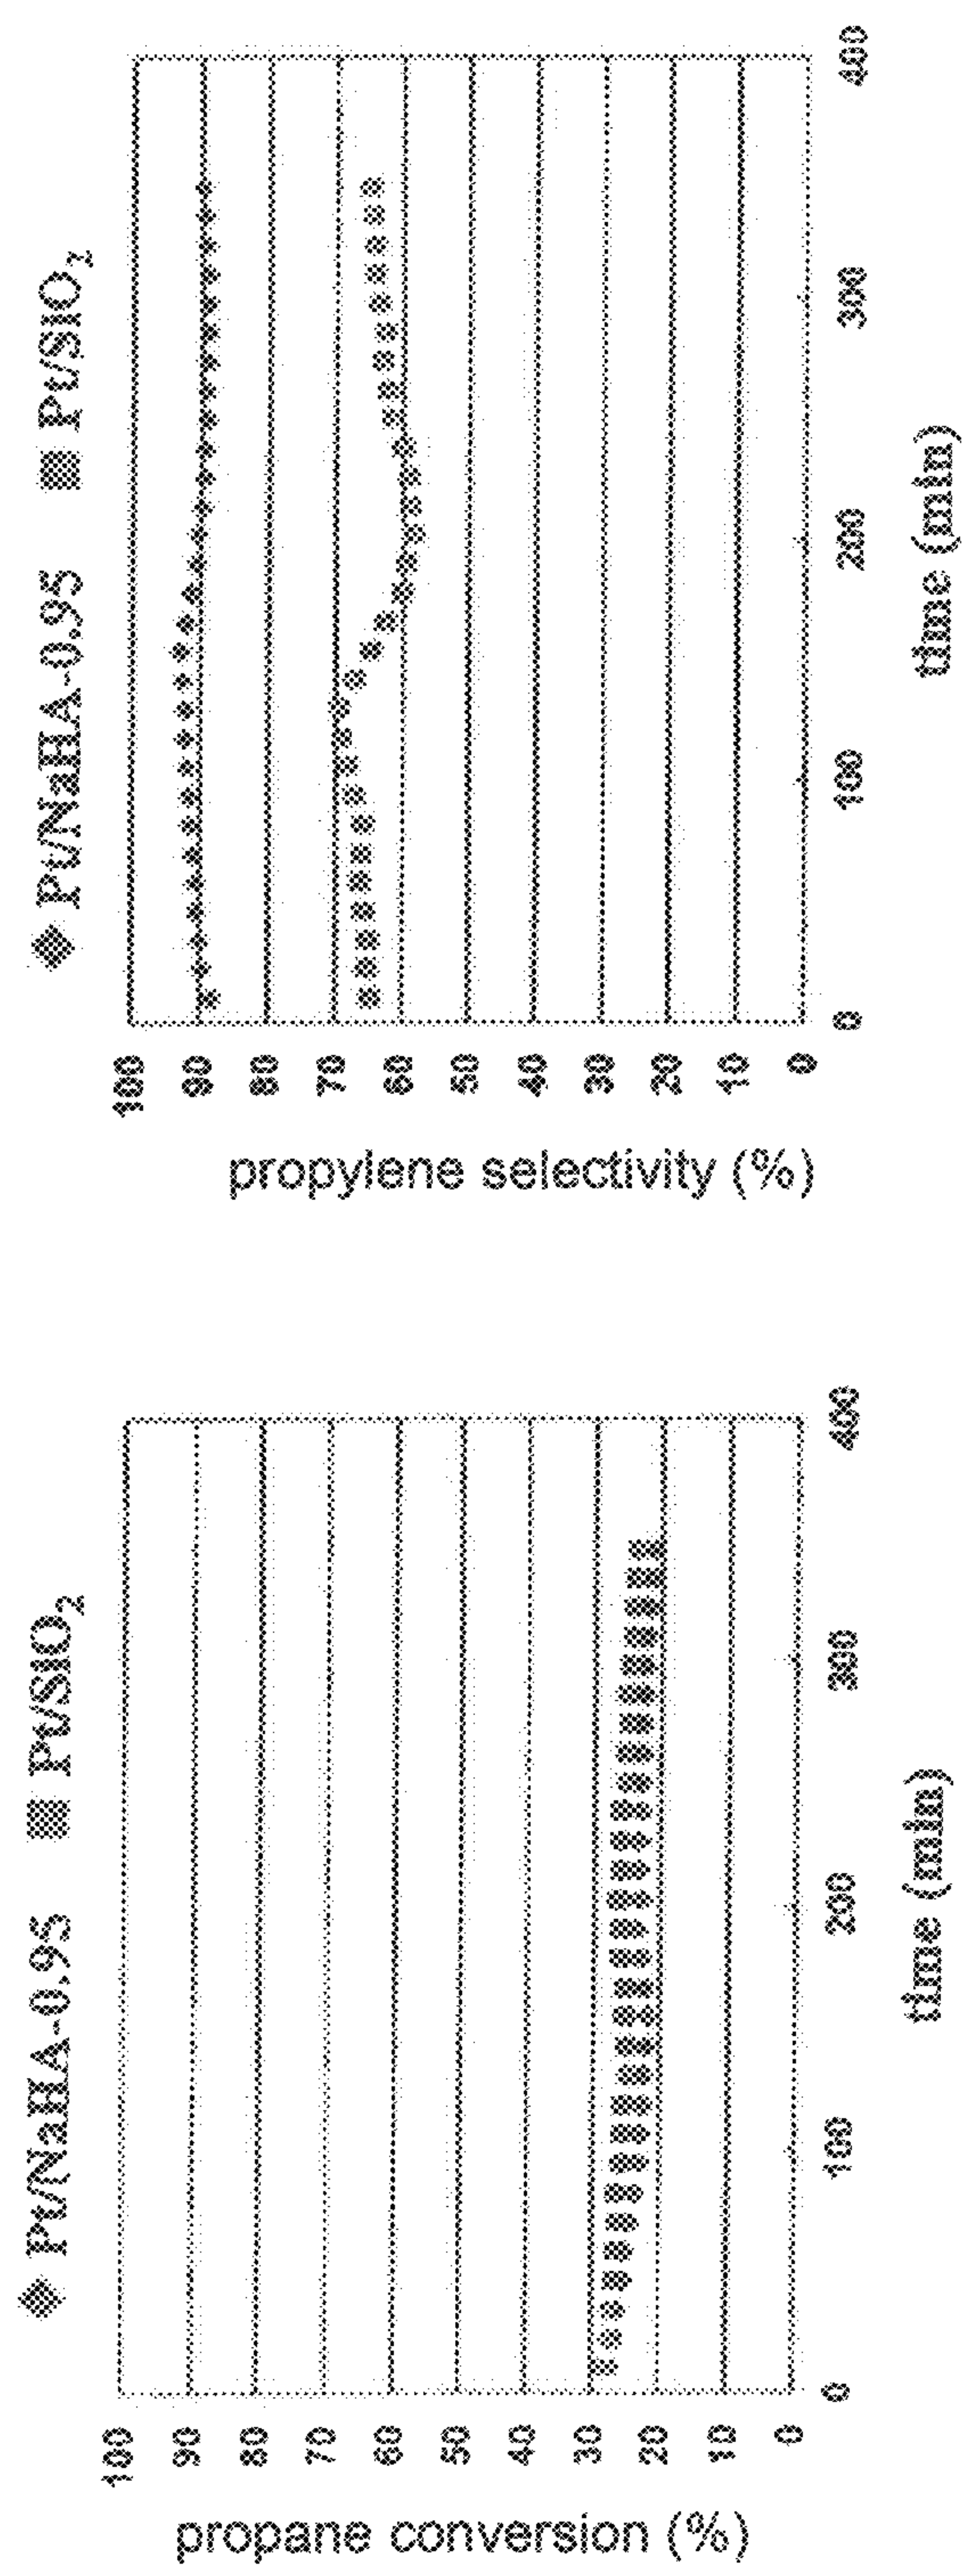 ◆ Pt/NaHA-0.95 ■ Pt/SiO2
propane conversion (%)
100
90
80
70
60
50
40
30
20
10
0
0 100 200 300 400
time (min)
◆ Pt/NaHA-0.95 ■ Pt/SiO2
propylene selectivity (%)
100
90
80
70
60
50
40
30
20
10
0
0 100 200 300 400
time (min)